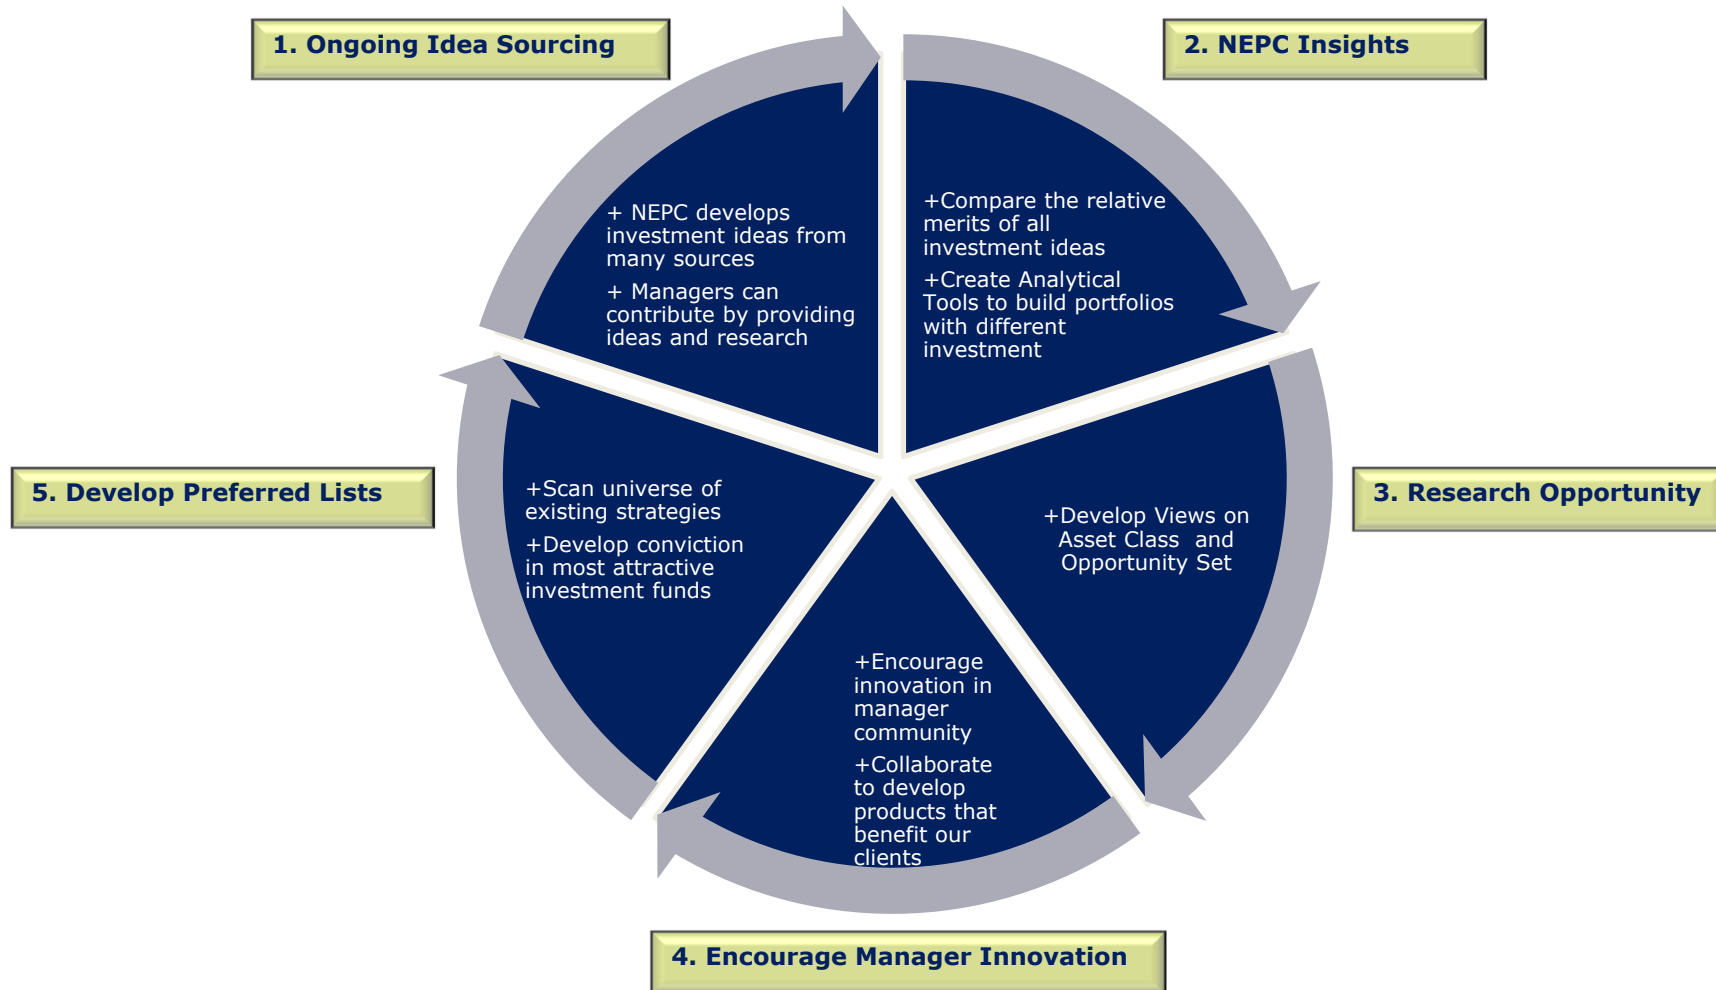 1. Ongoing Idea Sourcing
2. NEPC Insights
+ NEPC develops
investment ideas from
many sources
+ Managers can
contribute by providing
ideas and research
+Compare the relative
merits of all
investment ideas
+Create Analytical
Tools to build portfolios
with different
investment
3. Research Opportunity
+Develop Views on
Asset Class  and
Opportunity Set
4. Encourage Manager Innovation
+Encourage
innovation in
manager
community
+Collaborate
to develop
products that
benefit our
clients
5. Develop Preferred Lists
+Scan universe of
existing strategies
+Develop conviction
in most attractive
investment funds